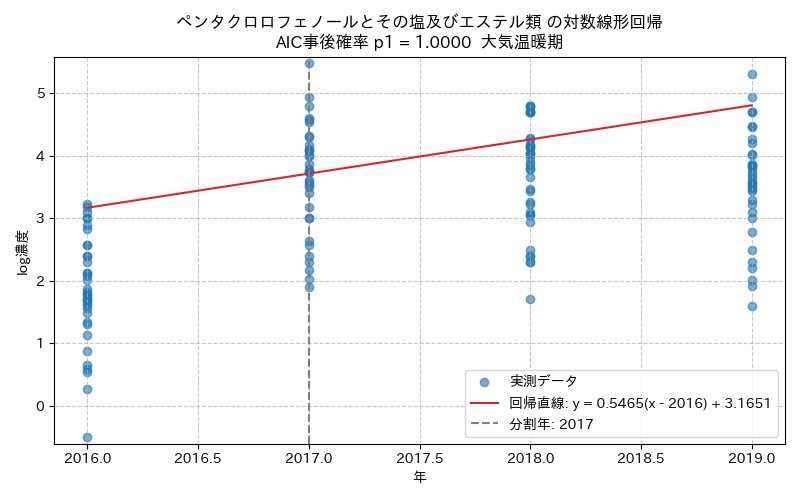 ペンタクロロフェノールとその塩及びエステル類 の対数線形回帰
AIC事後確率 p1 = 1.0000 大気温暖期
log濃度
5
4
3
2
1
0
実測データ
回帰直線: y = 0.5465(x - 2016) + 3.1651
分割年: 2017
2016.0 2016.5 2017.0 2017.5 2018.0 2018.5 2019.0
年